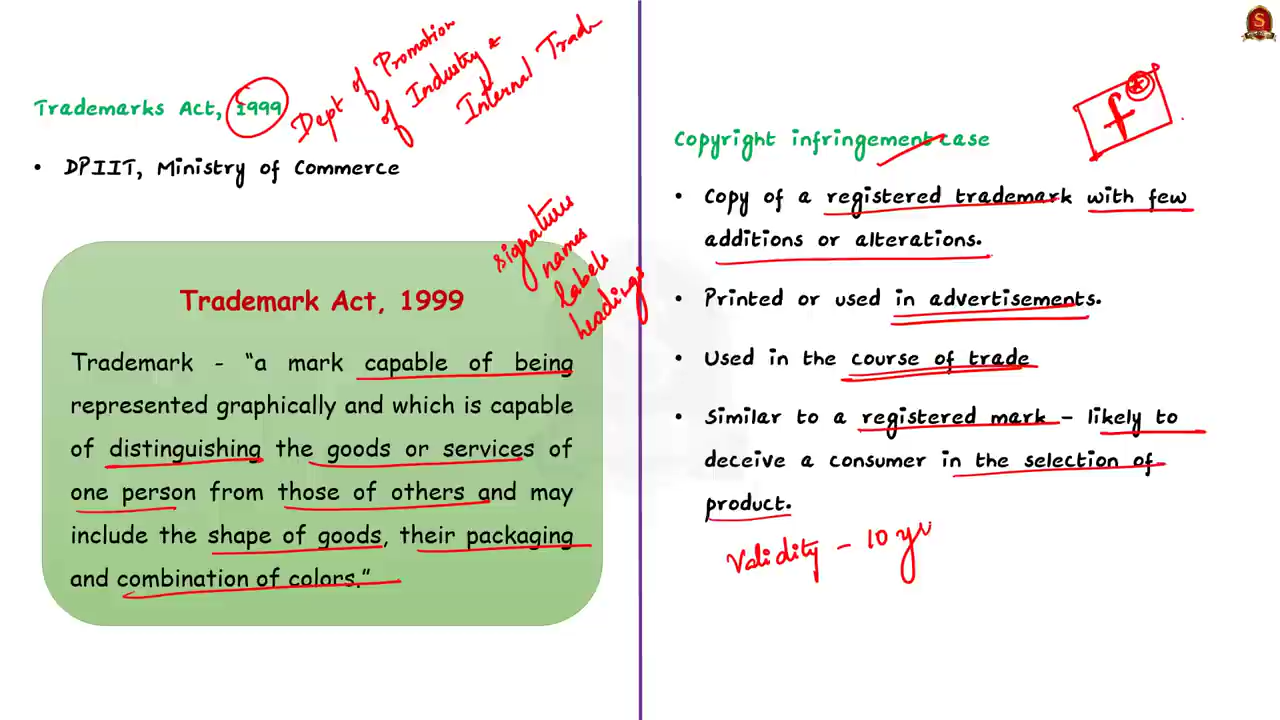 Trademarks Act, 1999
Dept of Promotion
of Industry &
Internal Trade
• DPIIT, Ministry of Commerce
signatures
names
labels
headings
Trademark Act, 1999
Trademark - “a mark capable of being
represented graphically and which is capable
of distinguishing the goods or services of
one person from those of others and may
include the shape of goods, their packaging
and combination of colors.”
S
f
Copyright infringement case
• Copy of a registered trademark with few
additions or alterations.
• Printed or used in advertisements.
• Used in the course of trade
• Similar to a registered mark – likely to
deceive a consumer in the selection of
product.
Validity - 10 yrs